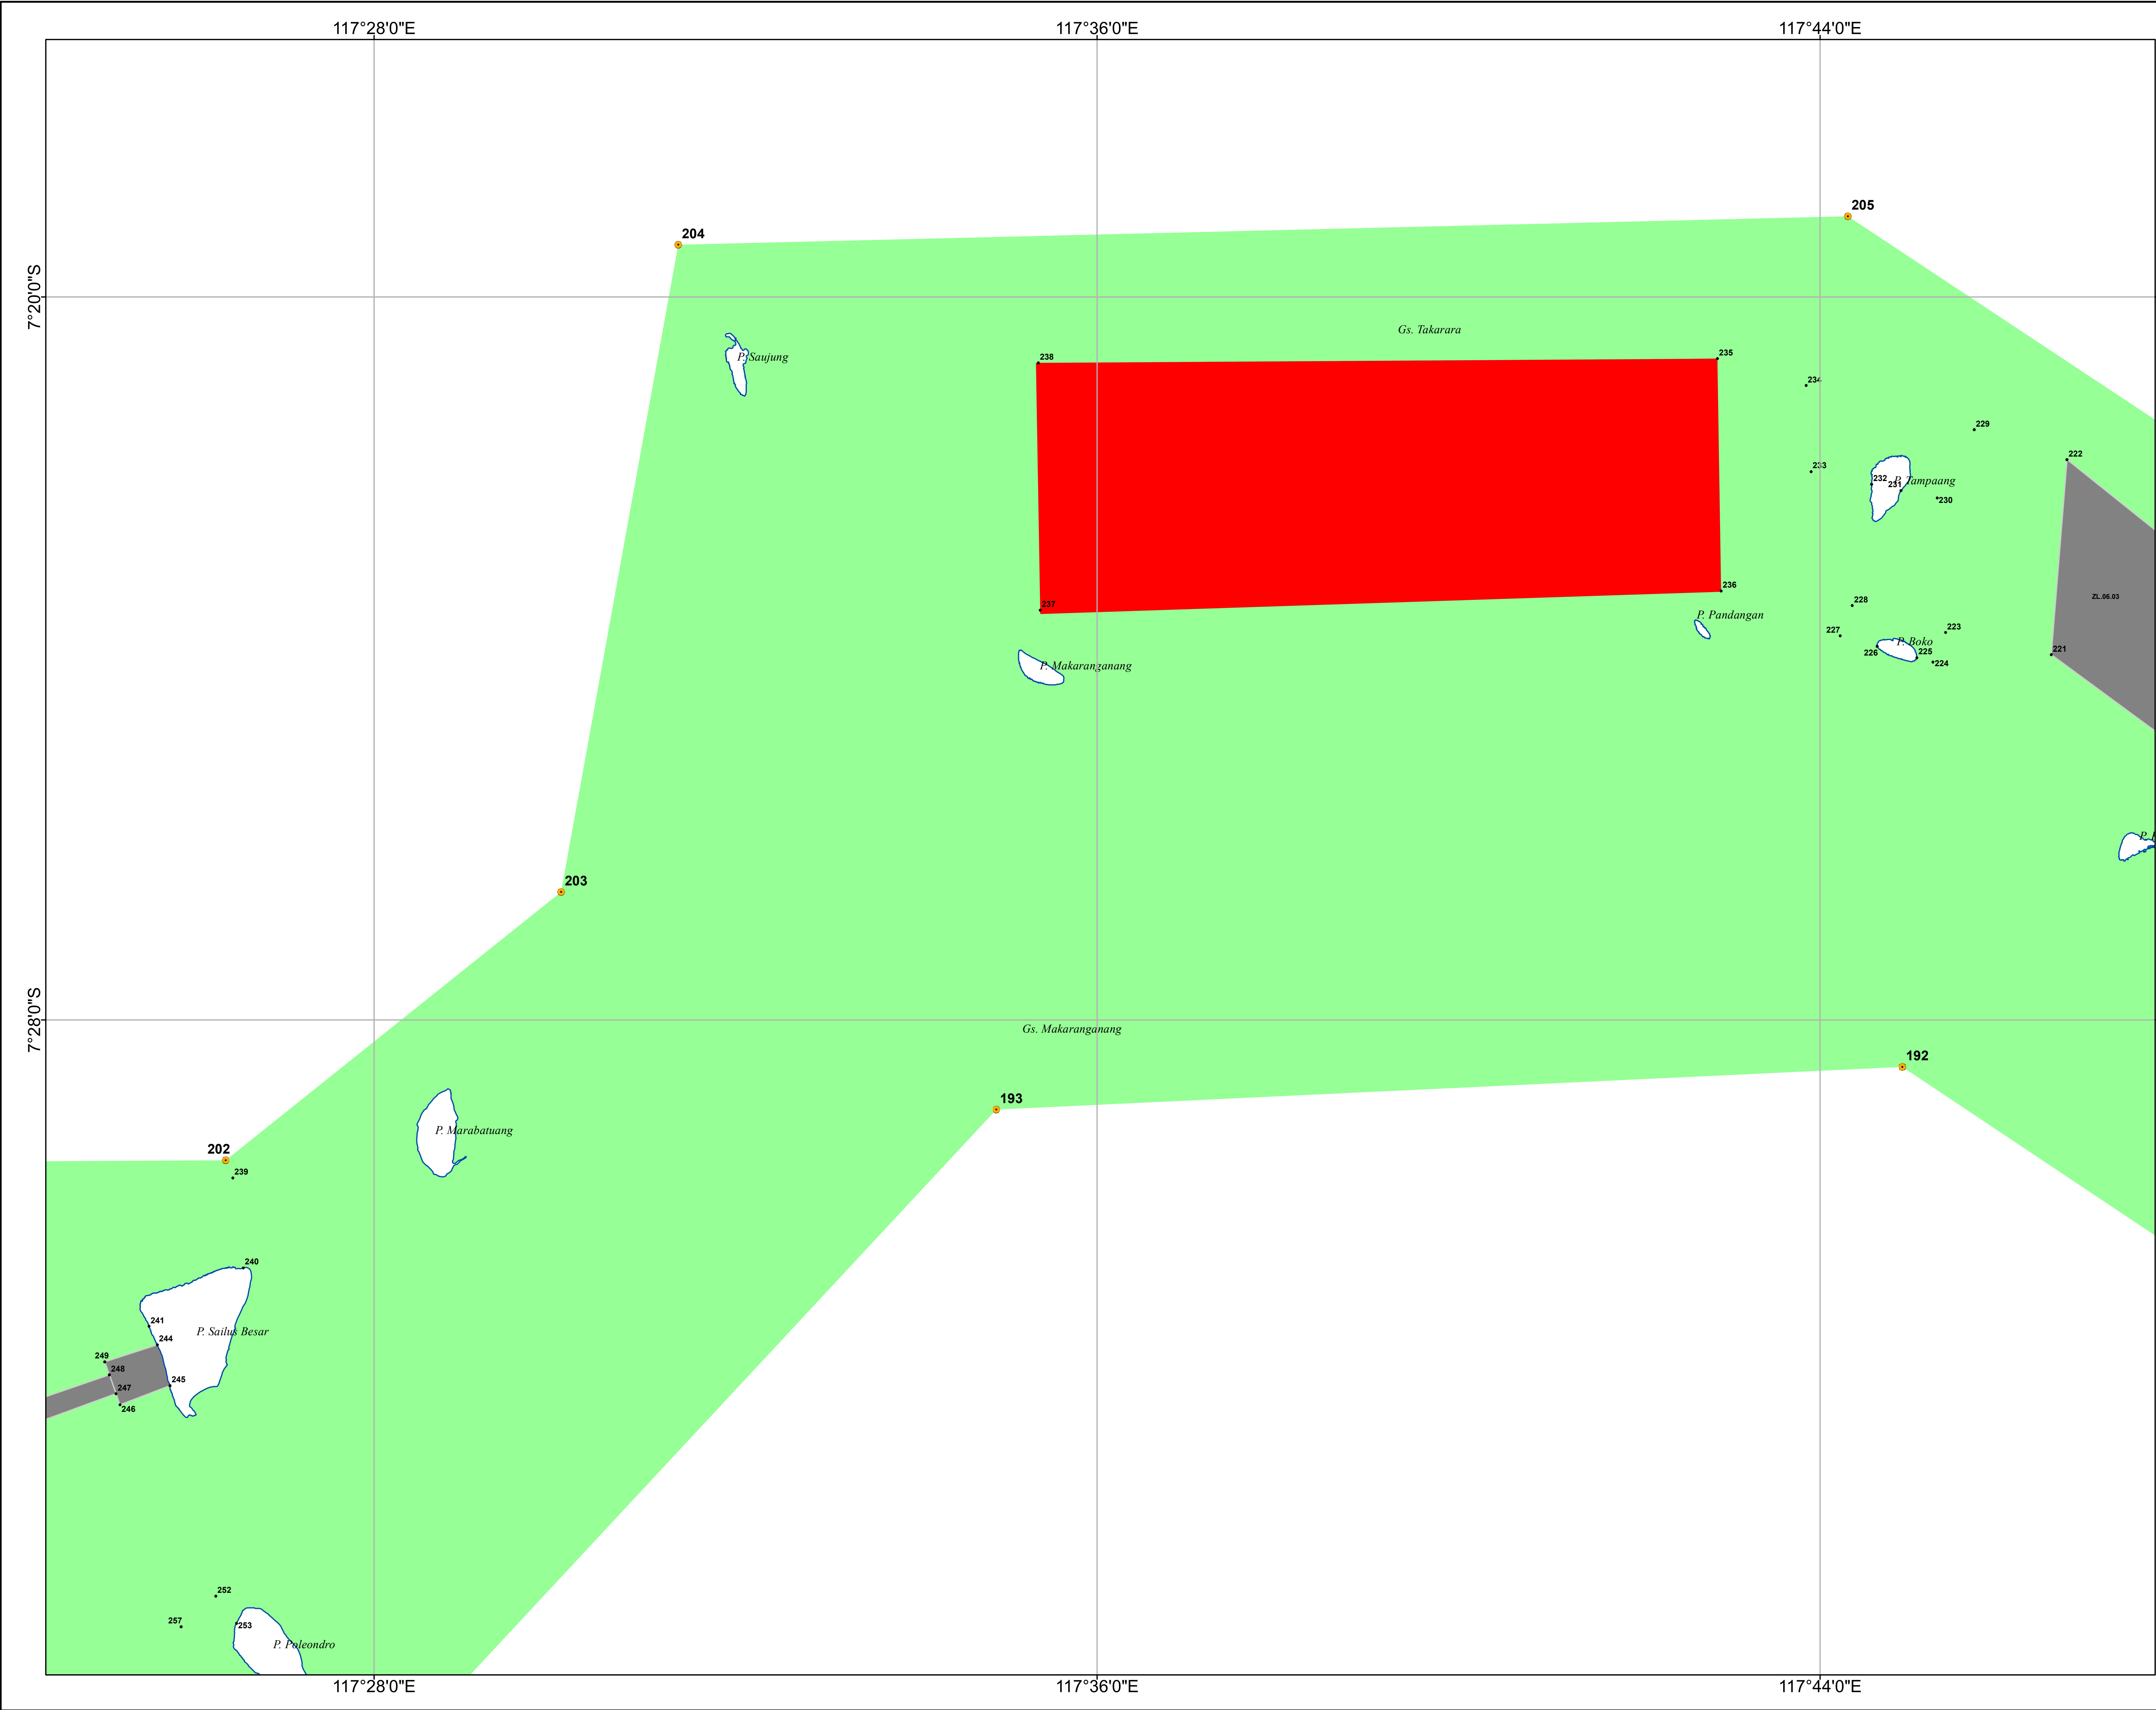 117°28'0"E
117°36'0"E
117°44'0"E
205
204
7°20'0"S
Gs. Takarara
P. Saujung
238
235
234
229
222
233
232
231
P. Tampaang
230
236
ZL.06.03
228
237
P. Pandangan
227
223
P. Boko
226
225
224
221
P. Makaranganang
P.
203
7°28'0"S
Gs. Makaranganang
192
193
P. Marabatuang
202
239
240
241
P. Sailus Besar
244
249
248
245
247
246
252
257
253
P. Poleondro
117°28'0"E
117°36'0"E
117°44'0"E